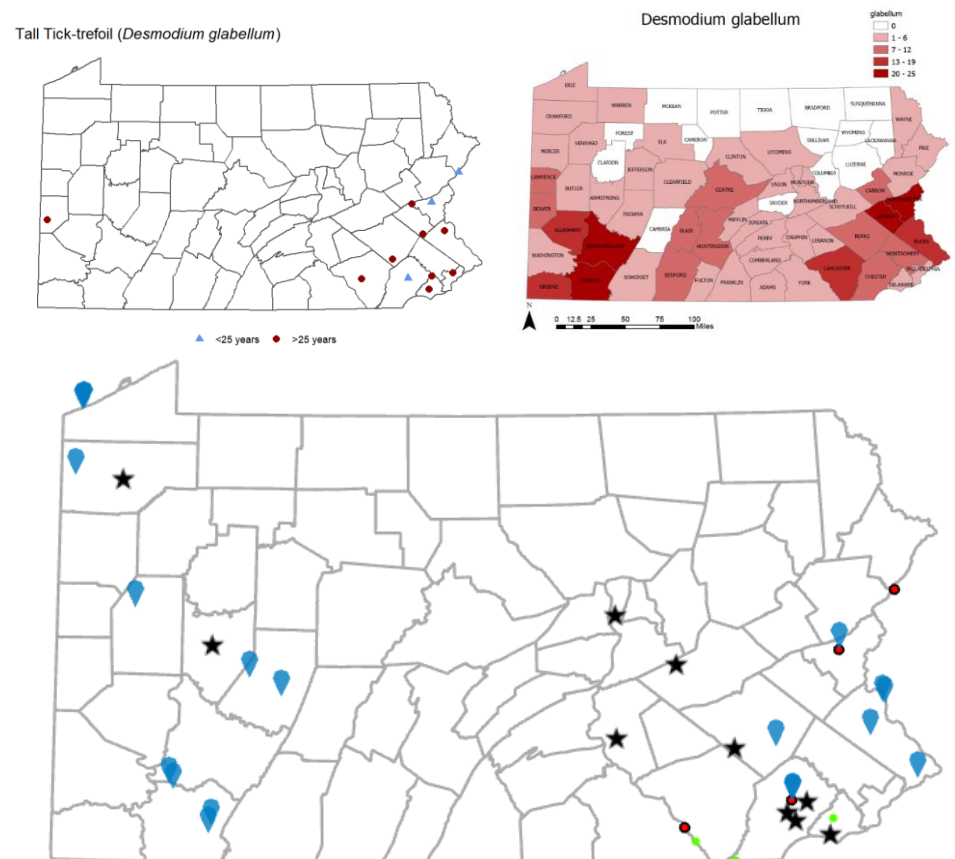 Tall Tick-trefoil (Desmodium glabellum)
<25 years >25 years
Desmodium glabellum
glabellum
0
1 - 6
7 - 12
13 - 19
20 - 25
ERIE
CRAWFORD
WARREN
MCKEAN
POTTER
TIOGA
BRADFORD
SUSQUEHANNA
WAYNE
FOREST
VENANGO
MERCER
ELK
CAMERON
SULLIVAN
WYOMING
LACKAWANNA
PIKE
CLARION
JEFFERSON
CLINTON
LYCOMING
LUZERNE
COLUMBIA
MONROE
LAWRENCE
BUTLER
CLEARFIELD
CENTRE
UNION
MONTOUR
NORTHUMBERLAND
CARBON
BEAVER
ARMSTRONG
INDIANA
SNYDER
SCHUYLKILL
ALLEGHENY
CAMBRIA
BLAIR
MIFFLIN
JUNIATA
HUNTINGDON
PERRY
DAUPHIN
LEBANON
BERKS
BUCKS
WASHINGTON
CUMBERLAND
LANCASTER
MONTGOMERY
PHILADELPHIA
GREENE
SOMERSET
BEDFORD
FULTON
FRANKLIN
ADAMS
YORK
CHESTER
DELAWARE
N
0 12.5 25 50 75 100
Miles